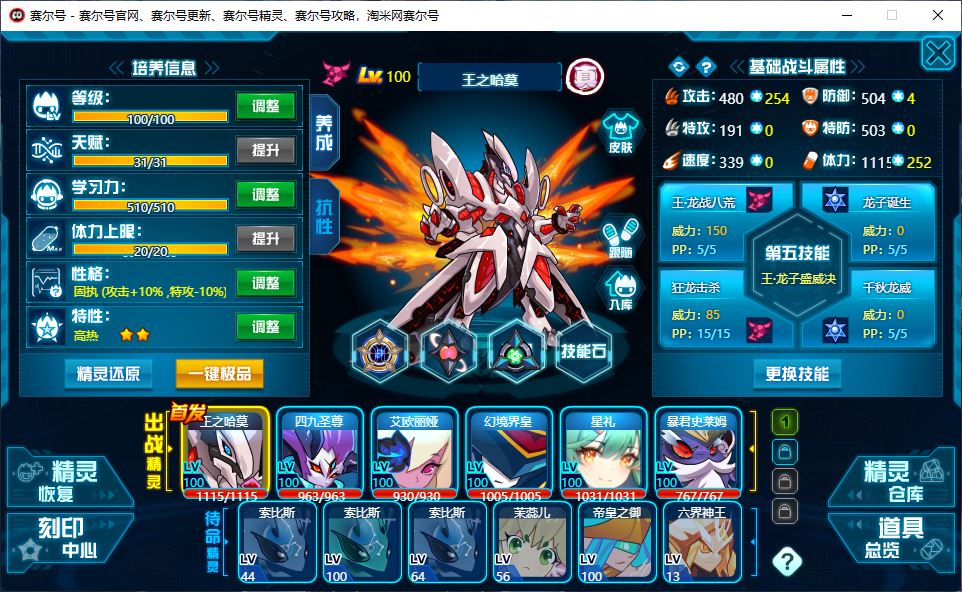 赛尔号 - 赛尔号官网、赛尔号更新、赛尔号精灵、赛尔号攻略，淘米网赛尔号
培养信息
等级：
100/100
调整
天赋：
31/31
提升
学习力：
510/510
调整
体力上限：
20/20
提升
性格：
固执 (攻击+10%，特攻-10%)
调整
特性：
高热
调整
精灵还原
一键极品
Lv. 100
王之哈莫
真
养成
抗性
皮肤
跟随
入库
技能石
基础战斗属性
攻击： 480 254
防御： 504 4
特攻： 191 0
特防： 503 0
速度： 339 0
体力： 1115 252
王·龙战八荒
威力： 150
PP： 5/5
龙子诞生
威力： 0
PP： 5/5
第五技能
王·龙子盛威决
狂龙击杀
威力： 85
PP： 15/15
千秋龙威
威力： 0
PP： 5/5
更换技能
出战精灵
首发
王之哈莫
LV
100
1115/1115
四九圣尊
LV
100
963/963
艾欧丽娅
LV
100
930/930
幻境界皇
LV
100
1005/1005
星礼
LV
100
1031/1031
暴君史莱姆
LV
100
767/767
1
待命精灵
索比斯
LV
44
索比斯
LV
100
索比斯
LV
64
茉蕊儿
LV
56
帝皇之御
LV
100
六界神王
LV
13
精灵
恢复
刻印
中心
精灵
仓库
道具
总览